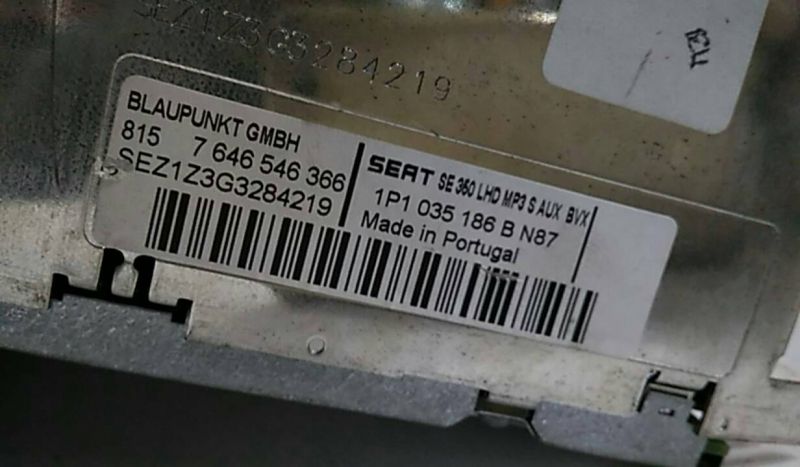 SEZ1Z3G3284219
BLAUPUNKT GMBH
815 7 646 546 366
SEZ1Z3G3284219
SEAT SE 360 LHD MP3 S AUX BVX
1P1 035 186 B N87
Made in Portugal